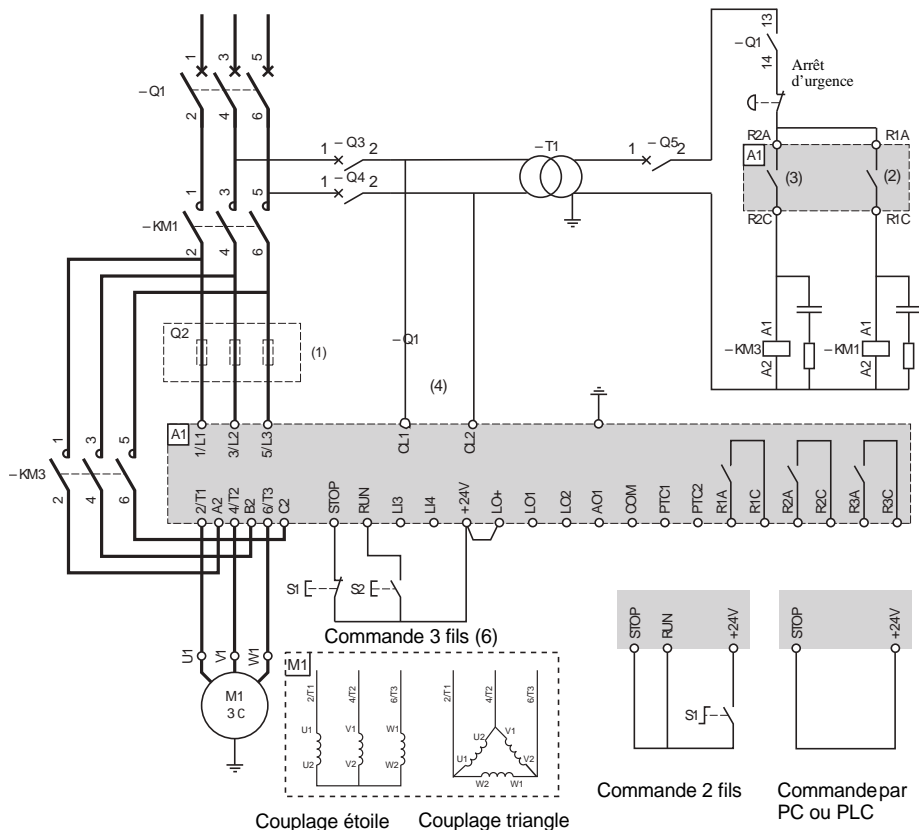 1 3 5
–Q1
2 4 6
13
–Q1
14
Arrêt
d’urgence
1 –Q3 2
1 –Q4 2
–T1
1 –Q5 2
R2A R1A
A1
(3) (2)
R2C R1C
1 3 5
–KM1
2 4 6
Q2
(1)
–Q1
(4)
A1 A1
–KM3 –KM1
A2 A2
A1
1/L1 3/L2 5/L3 CL1 CL2
1 3 5
–KM3
2 4 6
2/T1 A2 4/T2 B2 6/T3 C2 STOP RUN LI3 LI4 +24V LO+ LO1 LO2 AO1 COM PTC1 PTC2 R1A R1C R2A R2C R3A R3C
S1 S2
Commande 3 fils (6)
U1 V1 W1
M1
3 C
M1
2/T1 4/T2 6/T3 2/T1 4/T2 6/T3
U1 V1 W1
U2 V2 W2
U2 V1
U1 V2
W2 W1
Couplage étoile Couplage triangle
STOP RUN +24V
S1
Commande 2 fils
STOP +24V
Commande par
PC ou PLC